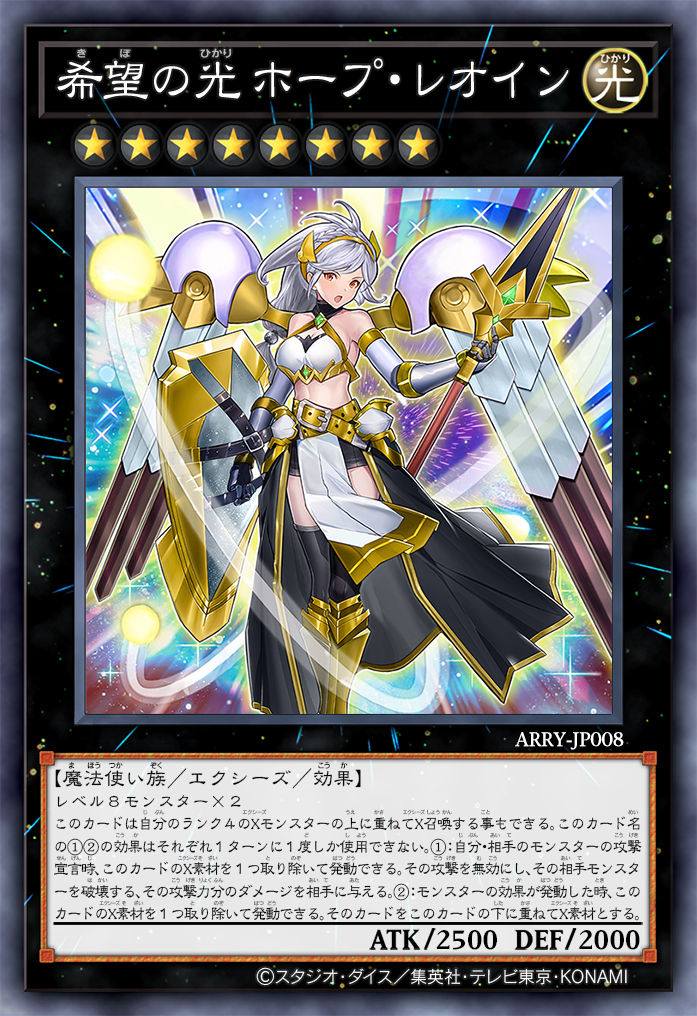 希望の光 ホープ・レオイン 光
ARRY-JP008
【魔法使い族／エクシーズ／効果】
レベル８モンスター×２
このカードは自分のランク４のXモンスターの上に重ねてX召喚する事もできる。このカード名
の①②の効果はそれぞれ１ターンに１度しか使用できない。①：自分・相手のモンスターの攻撃
宣言時、このカードのX素材を１つ取り除いて発動できる。その攻撃を無効にし、その相手モンスタ
ーを破壊する、その攻撃力分のダメージを相手に与える。②：モンスターの効果が発動した時、この
カードのX素材を１つ取り除いて発動できる。そのカードをこのカードの下に重ねてX素材とする。
ATK/2500 DEF/2000
©スタジオ・ダイス／集英社・テレビ東京・KONAMI